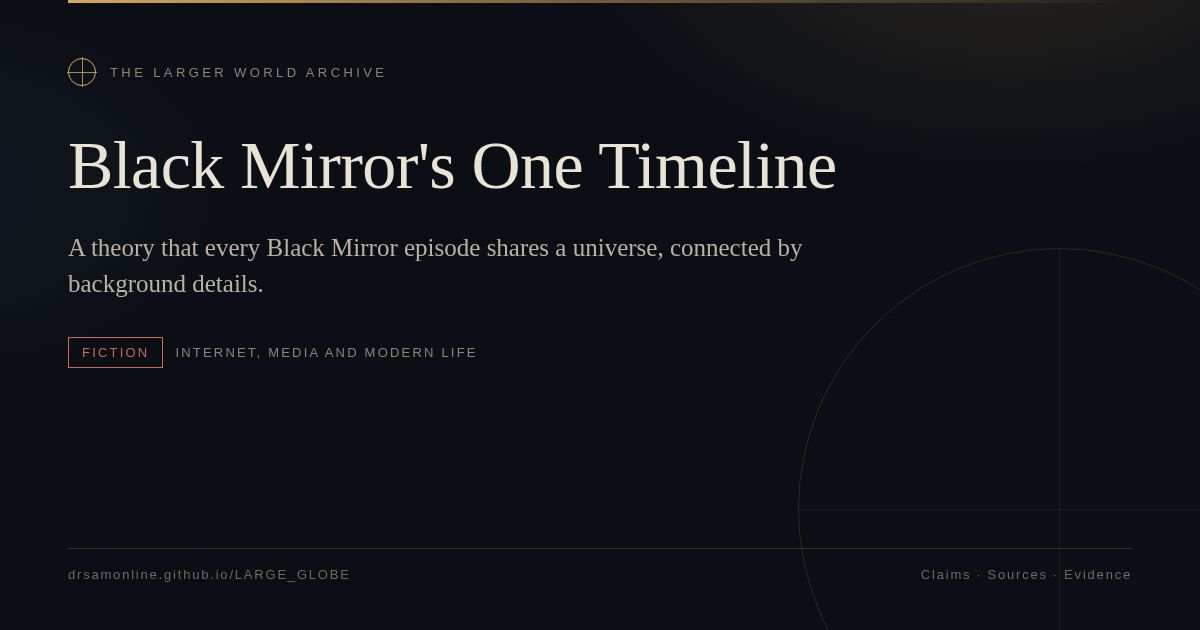 THE LARGER WORLD ARCHIVE
Black Mirror's One Timeline
A theory that every Black Mirror episode shares a universe, connected by
background details.
FICTION INTERNET, MEDIA AND MODERN LIFE
drsamonline.github.io/LARGE_GLOBE
Claims · Sources · Evidence